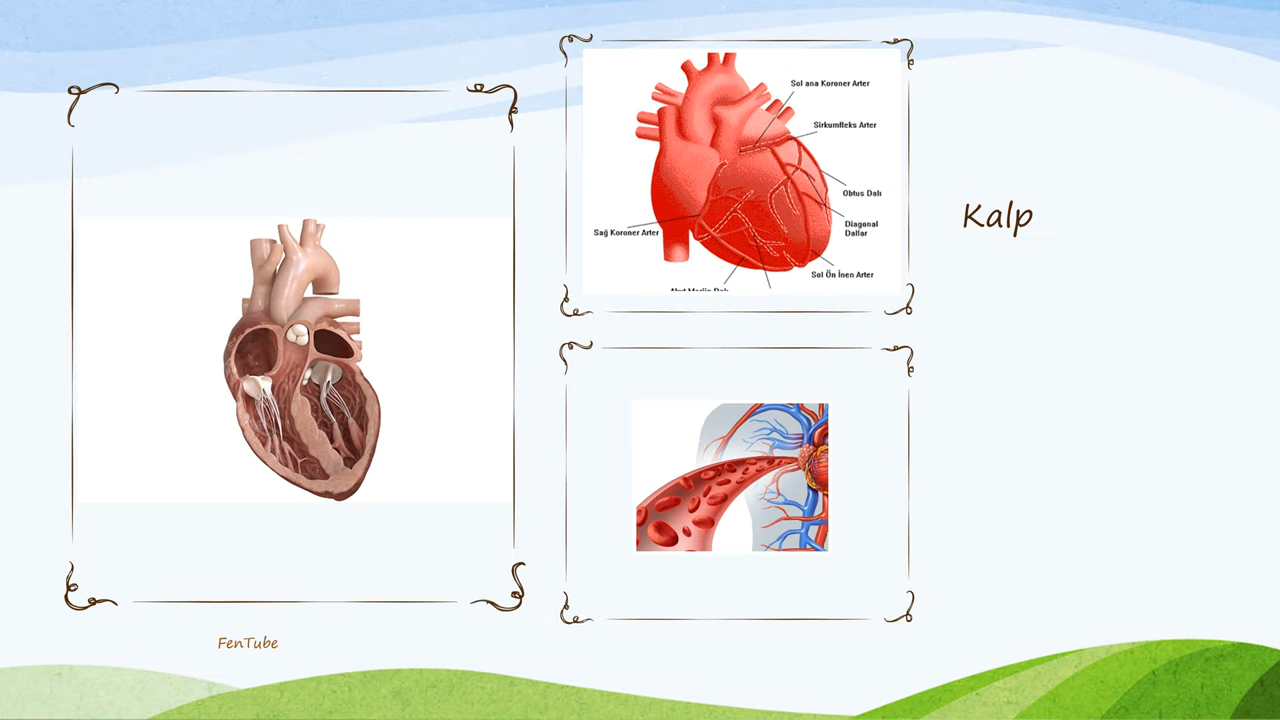 Sol ana Koroner Arter
Sirkumfleks Arter
Obtus Dalı
Diagonal
Dallar
Sağ Koroner Arter
Sol Ön İnen Arter
Kalp
FenTube